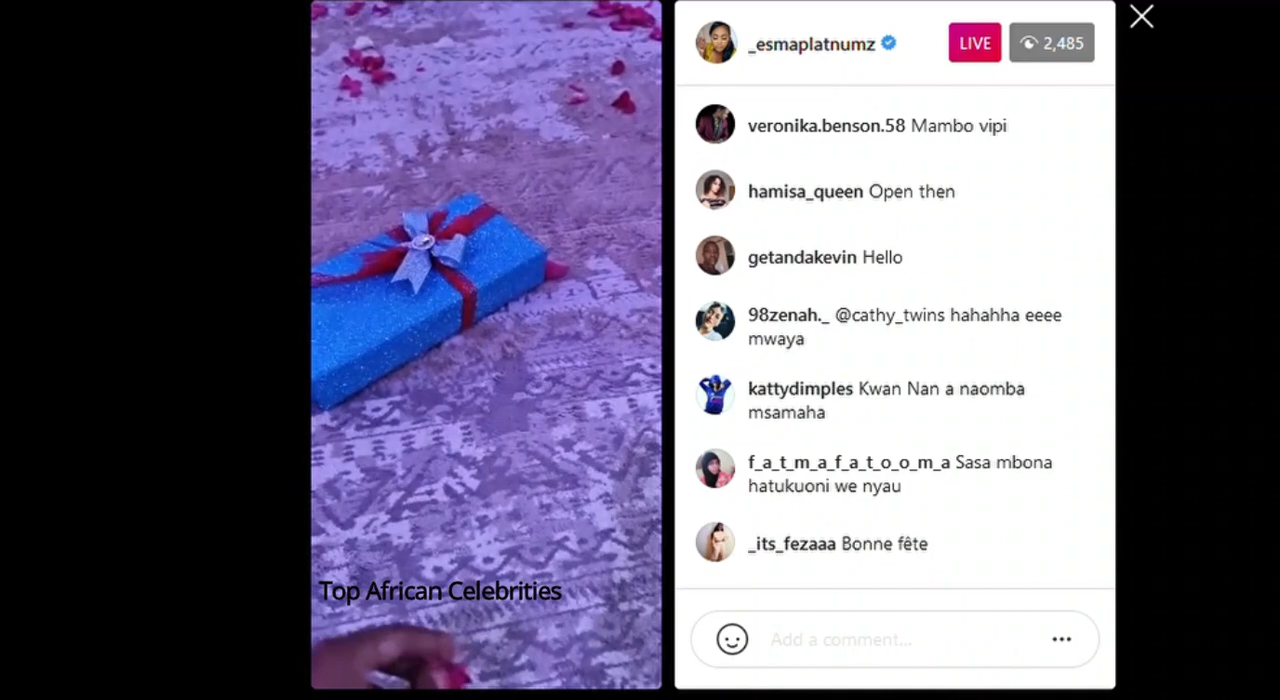 _esmaplatnumz
LIVE
2,485
veronika.benson.58 Mambo vipi
hamisa_queen Open then
getandakevin Hello
98zenah._ @cathy_twins hahahha eeee
mwaya
kattydimples Kwan Nan a naomba
msamaha
f_a_t_m_a_f_a_t_o_o_m_a Sasa mbona
hatukuoni we nyau
_its_fezaaa Bonne fête
Top African Celebrities
Add a comment...